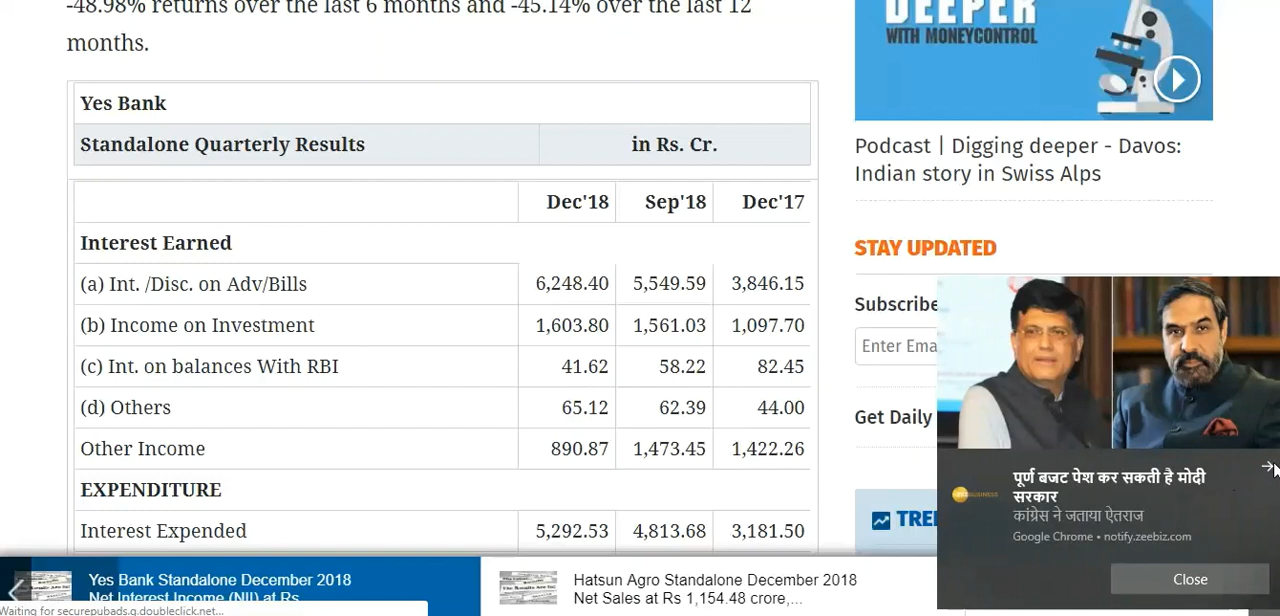 -48.98% returns over the last 6 months and -45.14% over the last 12
months.
Yes Bank
Standalone Quarterly Results in Rs. Cr.
Dec'18 Sep'18 Dec'17
Interest Earned
(a) Int. /Disc. on Adv/Bills 6,248.40 5,549.59 3,846.15
(b) Income on Investment 1,603.80 1,561.03 1,097.70
(c) Int. on balances With RBI 41.62 58.22 82.45
(d) Others 65.12 62.39 44.00
Other Income 890.87 1,473.45 1,422.26
EXPENDITURE
Interest Expended 5,292.53 4,813.68 3,181.50
DEEPER
WITH MONEYCONTROL
Podcast | Digging deeper - Davos:
Indian story in Swiss Alps
STAY UPDATED
Subscribe
Enter Ema
Get Daily
TREN
पूर्ण बजट पेश कर सकती है मोदी
सरकार
कांग्रेस ने जताया ऐतराज
Google Chrome • notify.zeebiz.com
Close
Yes Bank Standalone December 2018
Net Interest Income (NII) at Rs
Hatsun Agro Standalone December 2018
Net Sales at Rs 1,154.48 crore,...
Waiting for securepubads.g.doubleclick.net...